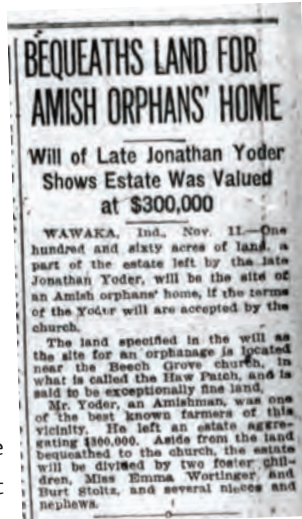 BEQUEATHS LAND FOR
AMISH ORPHANS' HOME
Will of Late Jonathan Yoder
Shows Estate Was Valued
at $300,000
WAWAKA, Ind., Nov. 11.—One
hundred and sixty acres of land, a
part of the estate left by the late
Jonathan Yoder, will be the site of
an Amish orphans' home, if the terms
of the Yoder will are accepted by the
church.
The land specified in the will as
the site for an orphanage is located
near the Beech Grove church, in
what is called the Haw Patch, and is
said to be exceptionally fine land.
Mr. Yoder, an Amishman, was one
of the best known farmers of this
vicinity. He left an estate aggre-
gating $300,000. Aside from the land
bequeathed to the church, the estate
will be divided by two foster chil-
dren, Miss Emma Wortinger and
Burt Stoltz, and several nieces and
nephews.